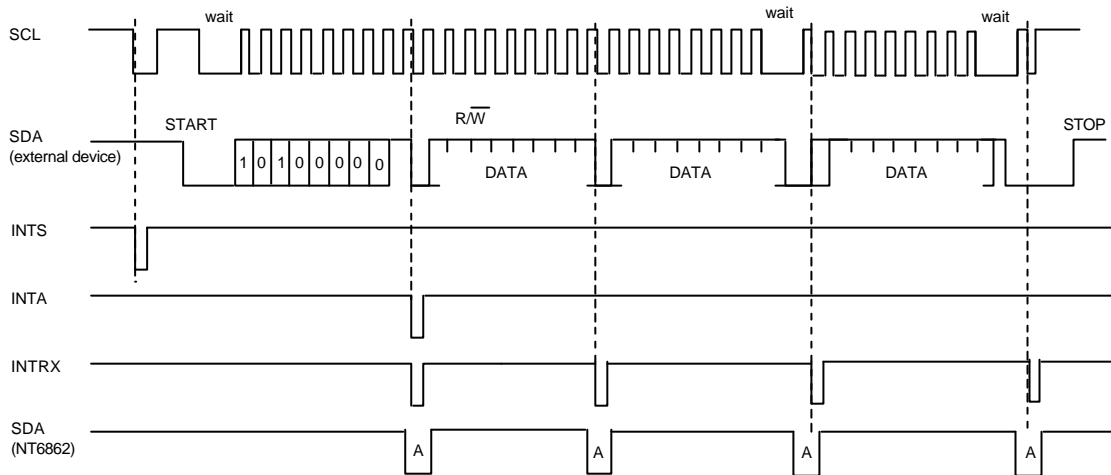 wait
wait
wait
SCL
R/W̅
START
STOP
SDA
(external device)
1 0 1 0 0 0 0 0
DATA
DATA
DATA
INTS
INTA
INTRX
SDA
(NT6862)
A
A
A
A